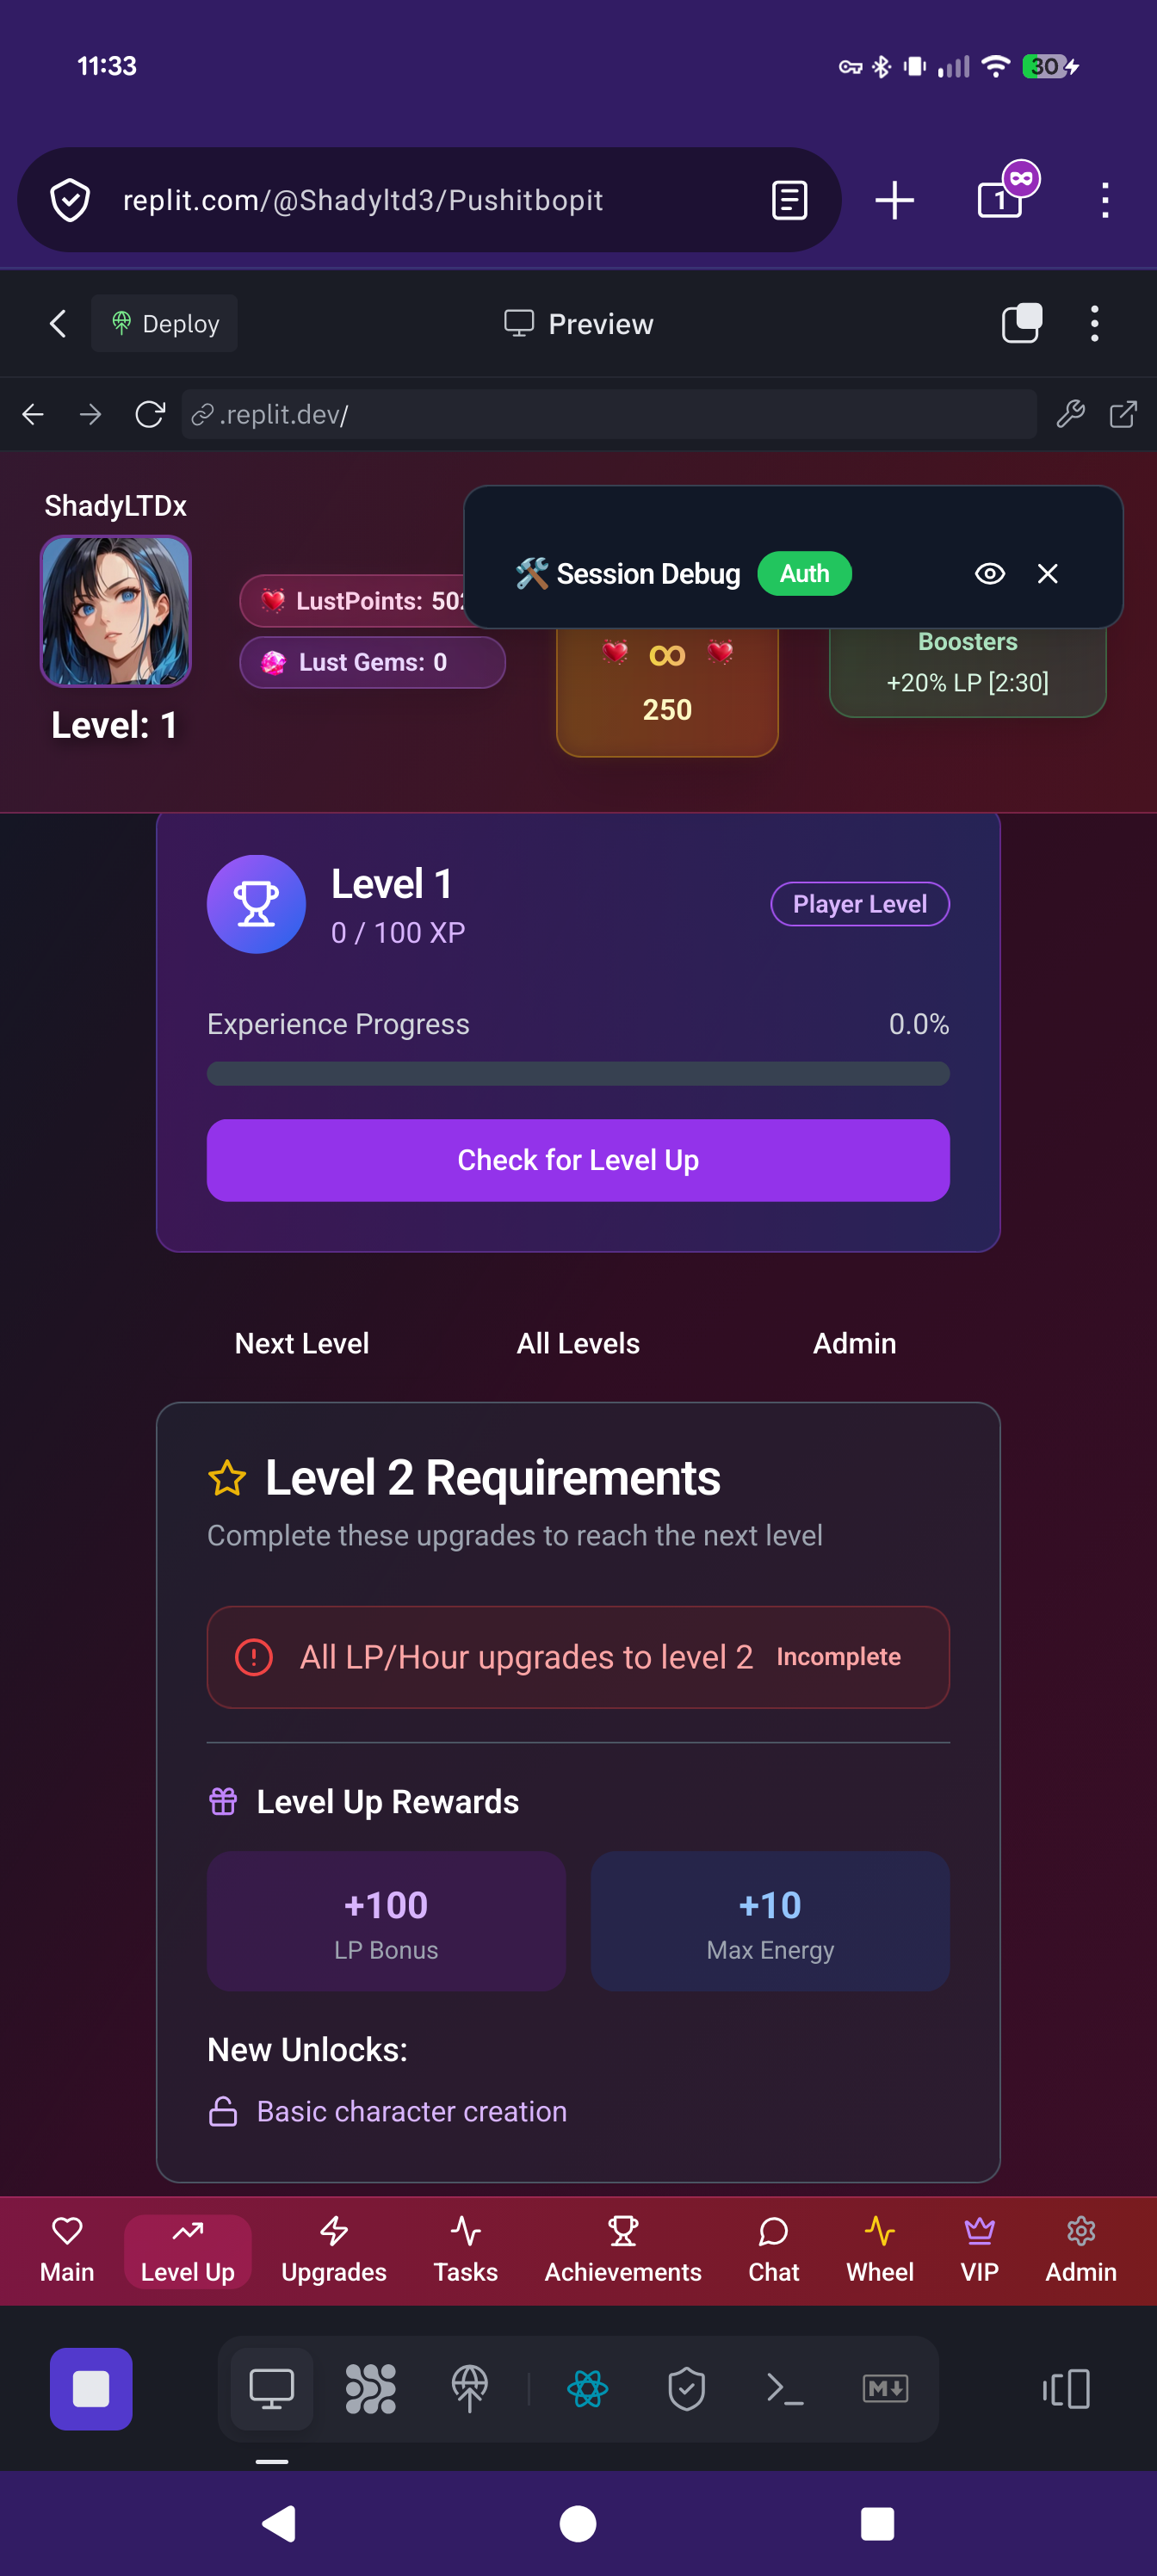 11:33
30
replit.com/@Shadyltd3/Pushitbopit
1
Deploy
Preview
.replit.dev/
ShadyLTDx
Level: 1
LustPoints: 502
Lust Gems: 0
🛠️ Session Debug Auth
∞
250
Boosters
+20% LP [2:30]
Level 1
0 / 100 XP
Player Level
Experience Progress
0.0%
Check for Level Up
Next Level
All Levels
Admin
Level 2 Requirements
Complete these upgrades to reach the next level
All LP/Hour upgrades to level 2
Incomplete
Level Up Rewards
+100
LP Bonus
+10
Max Energy
New Unlocks:
Basic character creation
Main
Level Up
Upgrades
Tasks
Achievements
Chat
Wheel
VIP
Admin
M